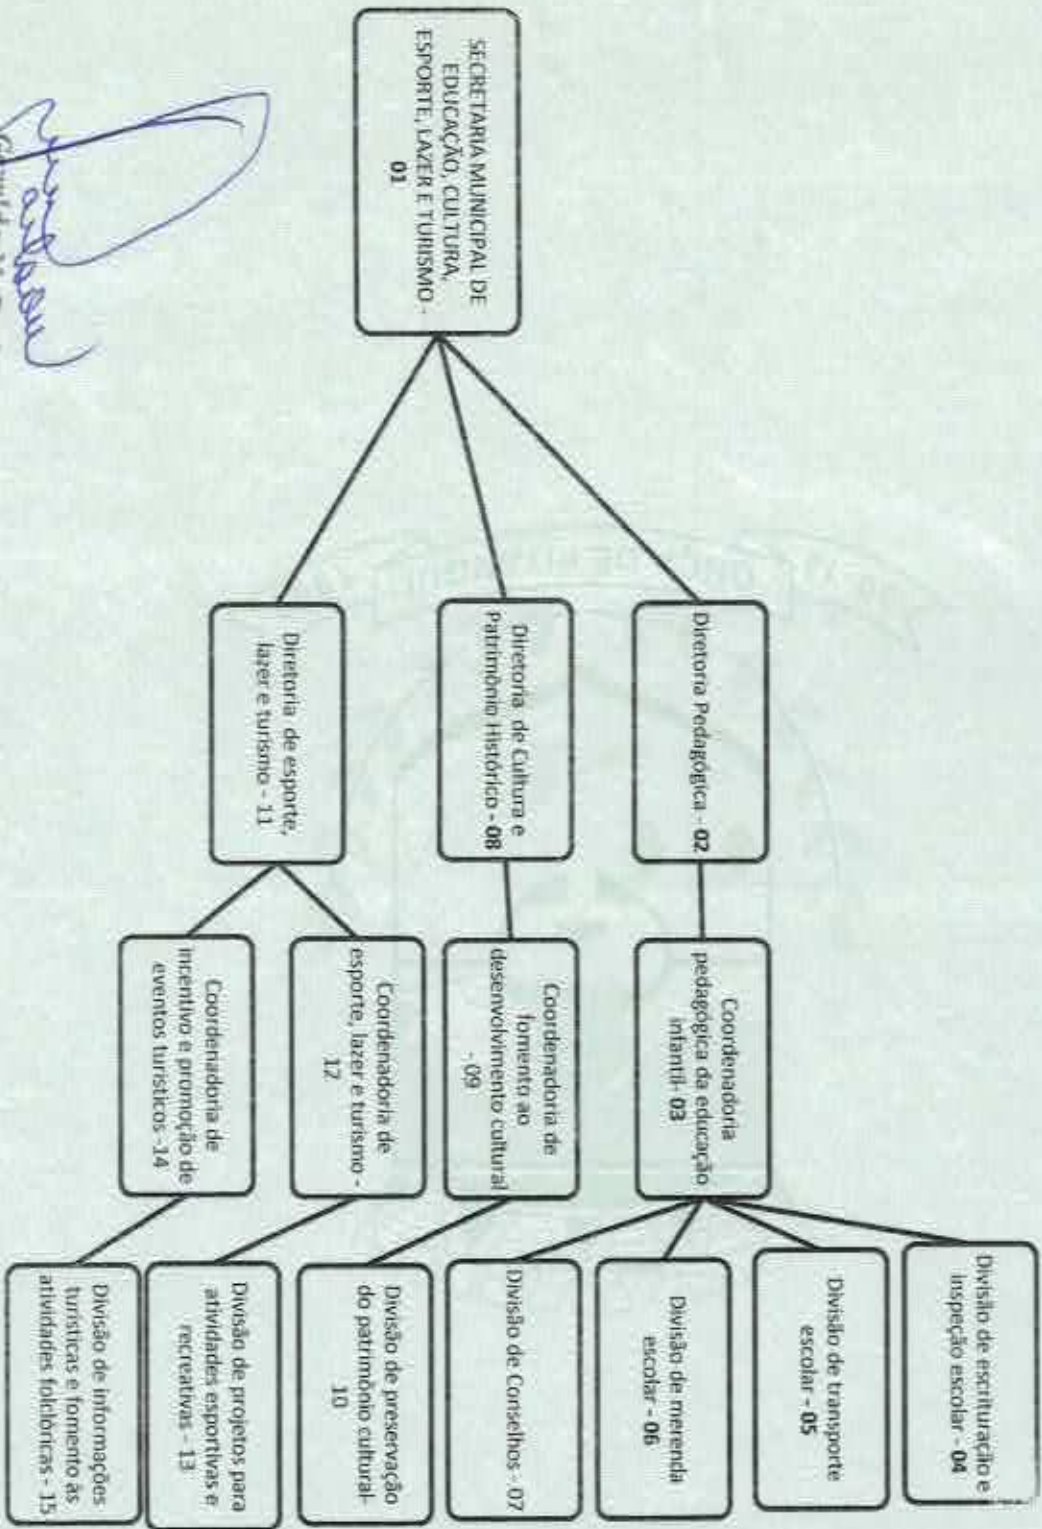 SECRETARIA MUNICIPAL DE
EDUCAÇÃO, CULTURA,
ESPORTE, LAZER E TURISMO -
01
Diretoria Pedagógica - 02
Coordenadoria
pedagógica da educação
infantil- 03
Divisão de escrituração e
inspeção escolar - 04
Divisão de transporte
escolar - 05
Divisão de merenda
escolar - 06
Divisão de Conselhos - 07
Diretoria de Cultura e
Patrimônio Histórico - 08
Coordenadoria de
fomento ao
desenvolvimento cultural
- 09
Divisão de preservação
do patrimônio cultural-
10
Diretoria de esporte,
lazer e turismo - 11
Coordenadoria de
esporte, lazer e turismo -
12
Divisão de projetos para
atividades esportivas e
recreativas - 13
Coordenadoria de
incentivo e promoção de
eventos turísticos -14
Divisão de informações
turísticas e fomento às
atividades folclóricas - 15